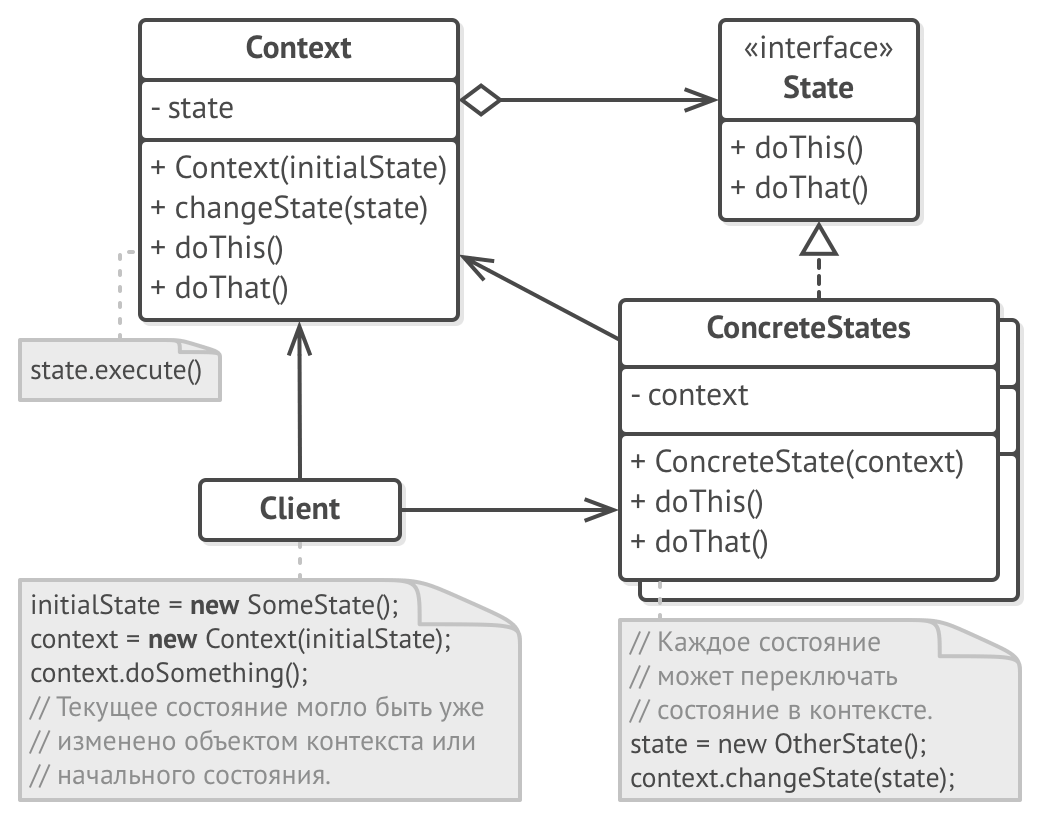 Context
- state
+ Context(initialState)
+ changeState(state)
+ doThis()
+ doThat()
«interface»
State
+ doThis()
+ doThat()
state.execute()
ConcreteStates
- context
+ ConcreteState(context)
+ doThis()
+ doThat()
Client
initialState = new SomeState();
context = new Context(initialState);
context.doSomething();
// Текущее состояние могло быть уже
// изменено объектом контекста или
// начального состояния.
// Каждое состояние
// может переключать
// состояние в контексте.
state = new OtherState();
context.changeState(state);